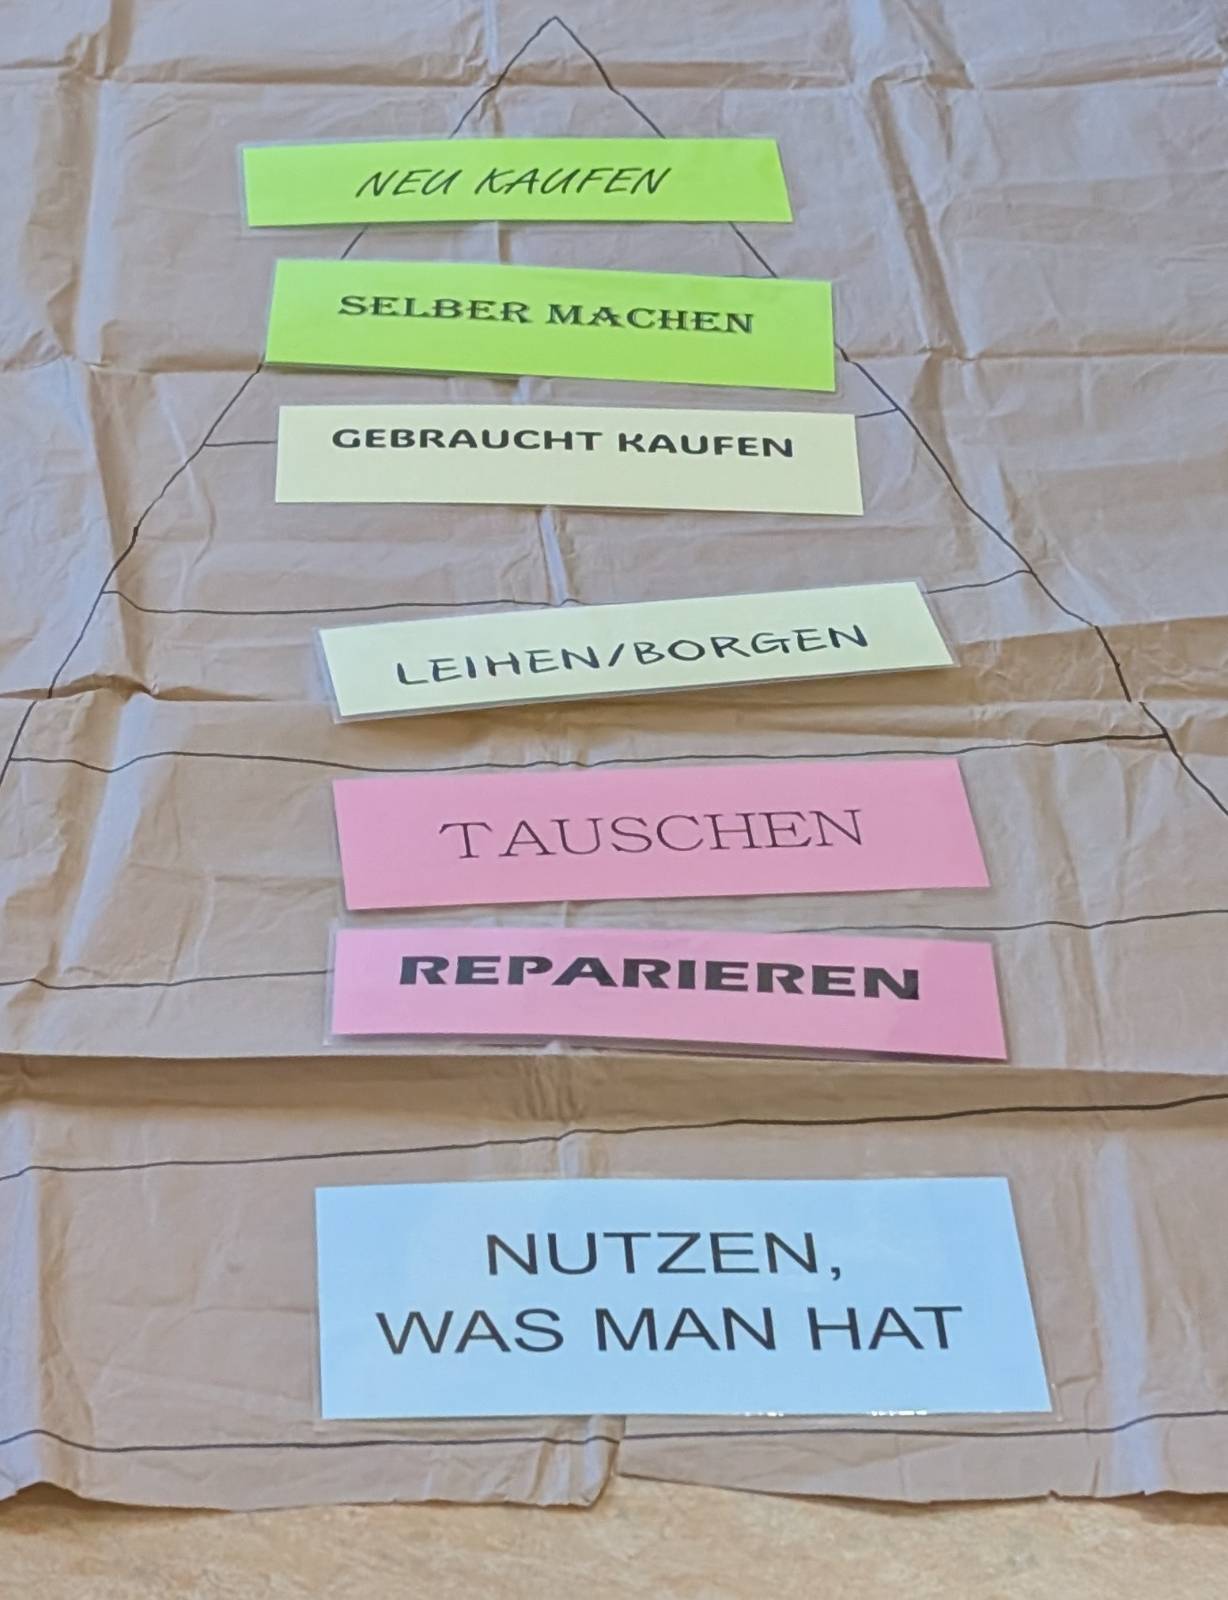 NEU KAUFEN
SELBER MACHEN
GEBRAUCHT KAUFEN
LEIHEN/BORGEN
TAUSCHEN
REPARIEREN
NUTZEN,
WAS MAN HAT